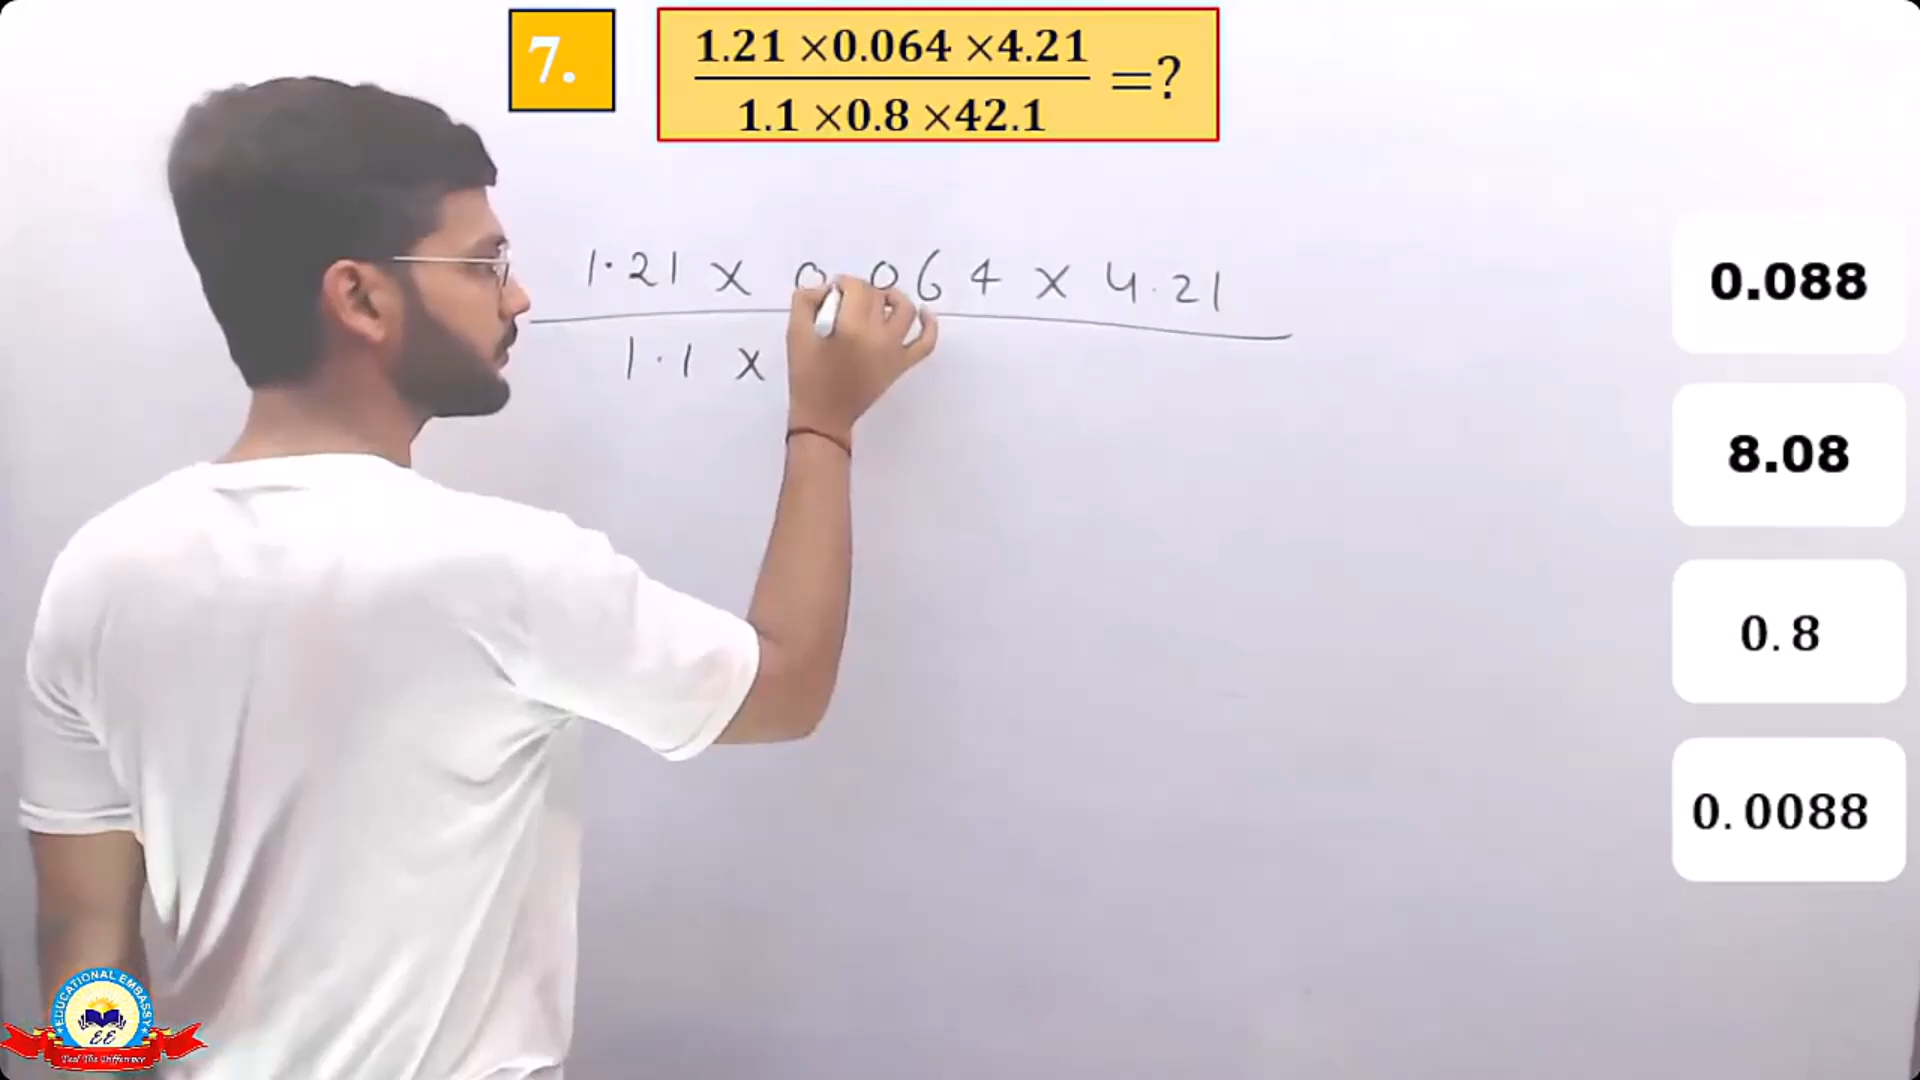 7.
1.21 ×0.064 ×4.21
1.1 ×0.8 ×42.1
=?
1.21 x 0.064 x 4.21
1.1 x
0.088
8.08
0.8
0.0088
EDUCATIONAL EMBASSY
EE
Feel The Difference